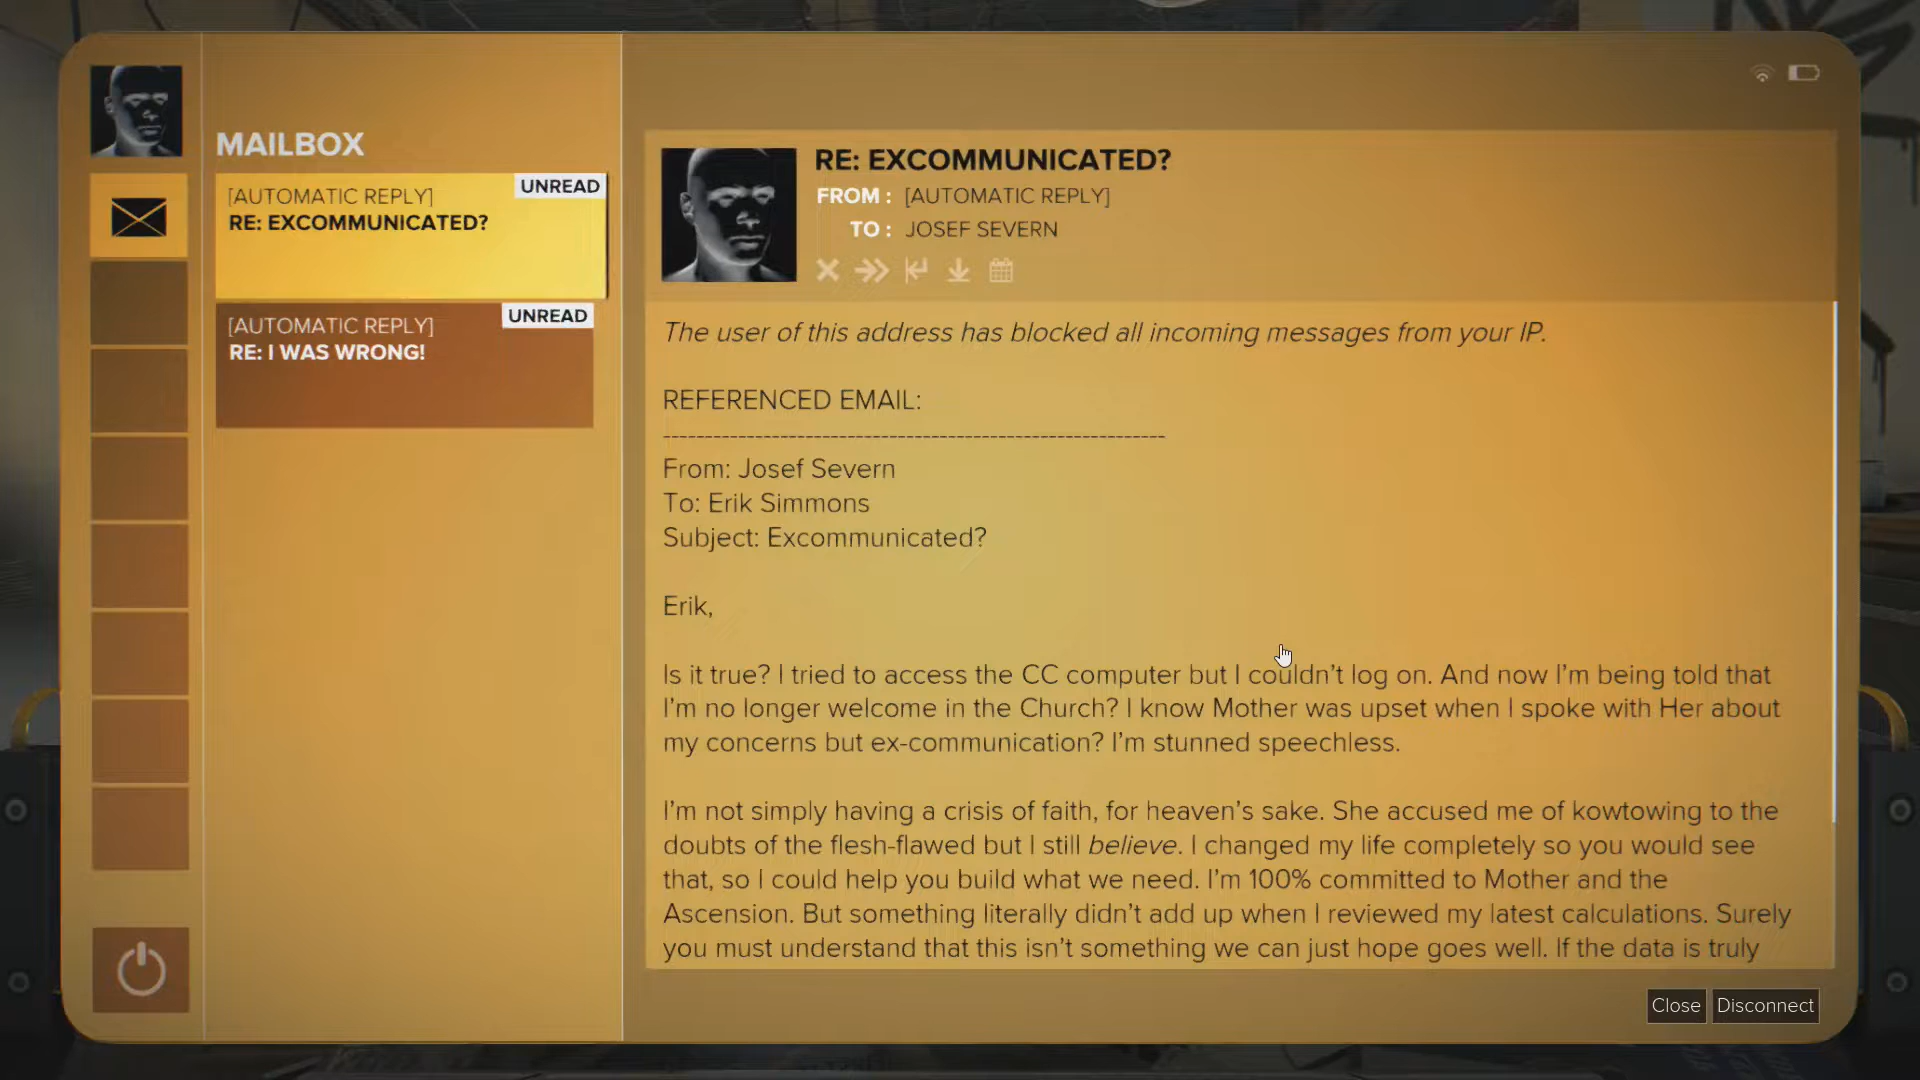 MAILBOX
[AUTOMATIC REPLY]
UNREAD
RE: EXCOMMUNICATED?
[AUTOMATIC REPLY]
UNREAD
RE: I WAS WRONG!
RE: EXCOMMUNICATED?
FROM : [AUTOMATIC REPLY]
TO : JOSEF SEVERN
The user of this address has blocked all incoming messages from your IP.
REFERENCED EMAIL:
------------------------------------------------------------
From: Josef Severn
To: Erik Simmons
Subject: Excommunicated?
Erik,
Is it true? I tried to access the CC computer but I couldn't log on. And now I'm being told that
I'm no longer welcome in the Church? I know Mother was upset when I spoke with Her about
my concerns but ex-communication? I'm stunned speechless.
I'm not simply having a crisis of faith, for heaven's sake. She accused me of kowtowing to the
doubts of the flesh-flawed but I still believe. I changed my life completely so you would see
that, so I could help you build what we need. I'm 100% committed to Mother and the
Ascension. But something literally didn't add up when I reviewed my latest calculations. Surely
you must understand that this isn't something we can just hope goes well. If the data is truly
Close Disconnect